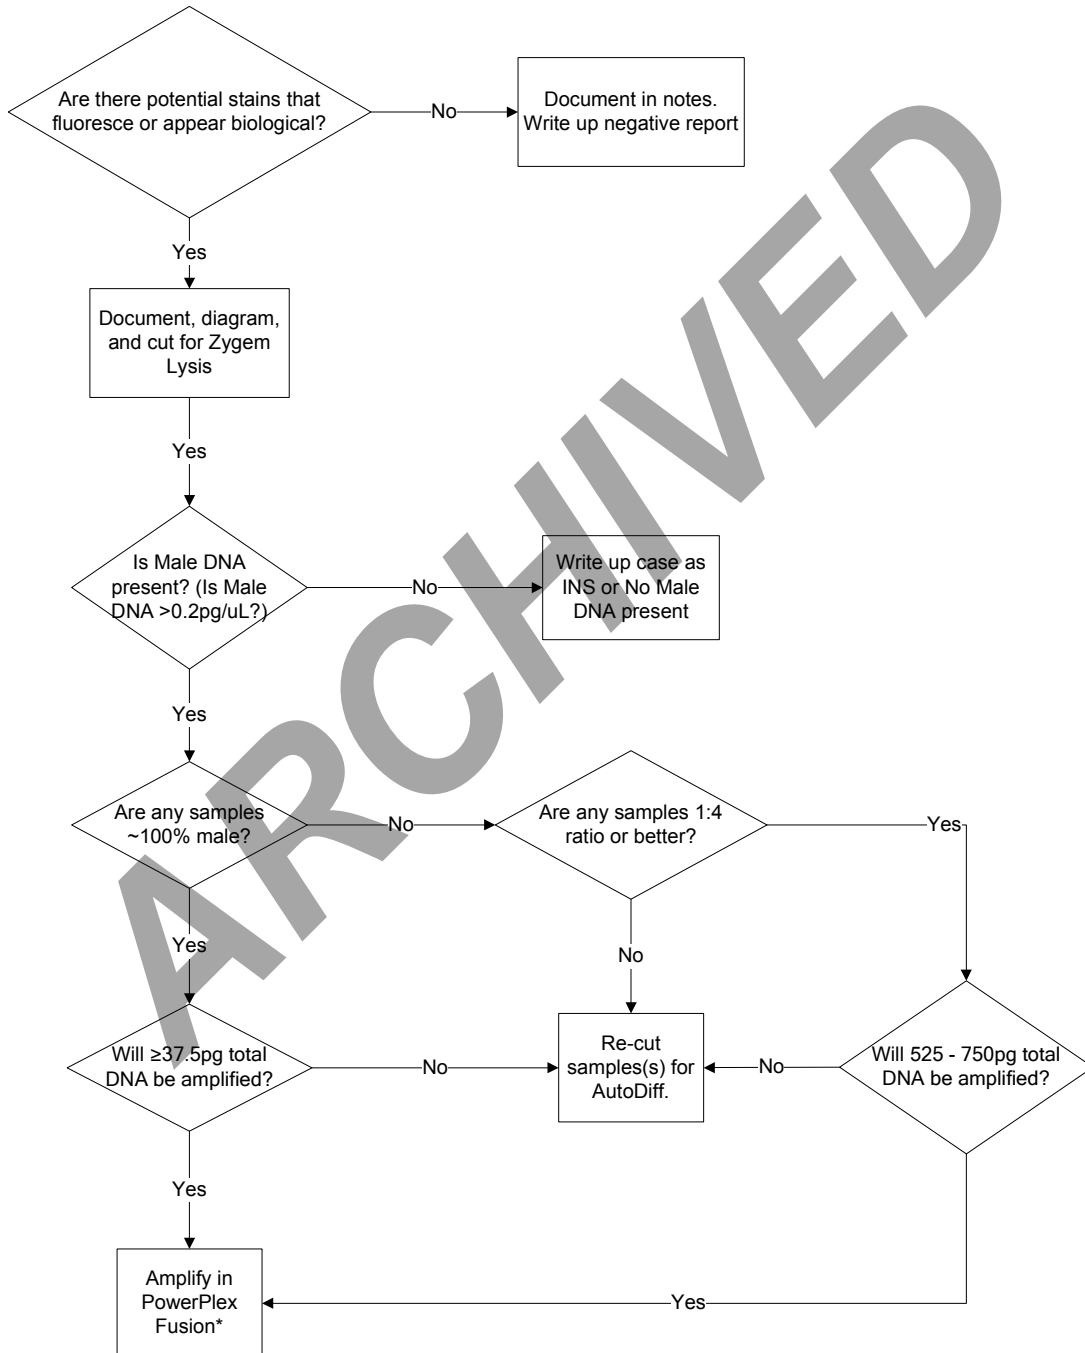 Are there potential stains that
fluoresce or appear biological?
No
Document in notes.
Write up negative report
Yes
Document, diagram,
and cut for Zygem
Lysis
Yes
Is Male DNA
present? (Is Male
DNA >0.2pg/uL?)
No
Write up case as
INS or No Male
DNA present
Yes
Are any samples
~100% male?
No
Are any samples 1:4
ratio or better?
Yes
Yes
No
Will ≥37.5pg total
DNA be amplified?
No
Re-cut
samples(s) for
AutoDiff.
No
Will 525 - 750pg total
DNA be amplified?
Yes
Amplify in
PowerPlex
Fusion*
Yes
ARCHIVED